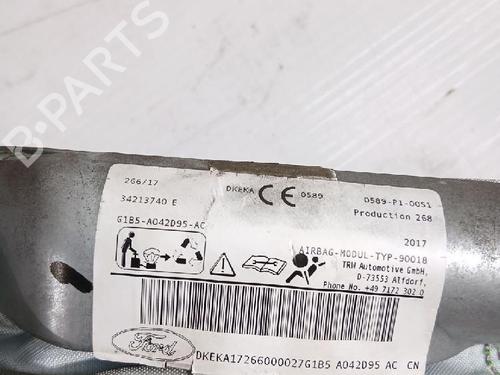 B-PARTS
266/17
34213740 E
G1B5-A042D95-AC
DKEKA CE 0589
0589-P1-0051
Production 268
2017
AIRBAG-MODUL-TYP-90018
TRW Automotive GmbH.
D-73553 Alfdorf.
Phone No. +49 7172 302 0
Ford
DKEKA17266000027G1B5 A042D95 AC CN